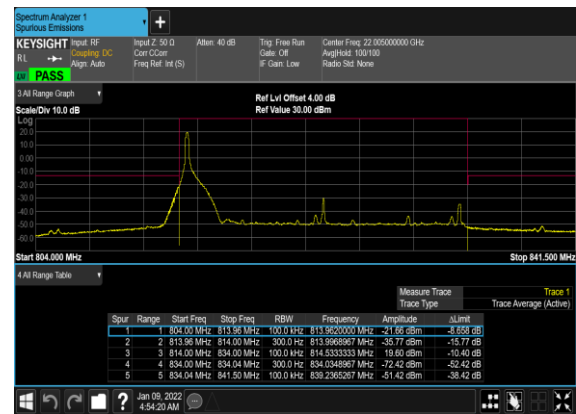 Spectrum Analyzer 1
Spurious Emissions
KEYSIGHT Input: RF Input Z: 50 Ω Atten: 40 dB Trig: Free Run Center Freq: 22.005000000 GHz
RL Coupling: DC Corr CCorr Gate: Off Avg|Hold: 100/100
Align: Auto Freq Ref: Int (S) IF Gain: Low Radio Std: None
PASS
3 All Range Graph
Ref Lvl Offset 4.00 dB
Scale/Div 10.0 dB Ref Value 30.00 dBm
Log
20.0
10.0
0.00
-10.0
-20.0
-30.0
-40.0
-50.0
-60.0
Start 804.000 MHz Stop 841.500 MHz
4 All Range Table
Measure Trace Trace 1
Trace Type Trace Average (Active)
Spur Range Start Freq Stop Freq RBW Frequency Amplitude ΔLimit
1 1 804.00 MHz 813.96 MHz 100.0 kHz 813.9620000 MHz -21.66 dBm -8.658 dB
2 2 813.96 MHz 814.00 MHz 300.0 Hz 813.9968967 MHz -35.77 dBm -15.77 dB
3 3 814.00 MHz 834.00 MHz 100.0 kHz 814.5333333 MHz 19.60 dBm -10.40 dB
4 4 834.00 MHz 834.04 MHz 300.0 Hz 834.0348967 MHz -72.42 dBm -52.42 dB
5 5 834.04 MHz 841.50 MHz 100.0 kHz 839.2365267 MHz -51.42 dBm -38.42 dB
?
Jan 09, 2022
4:54:20 AM